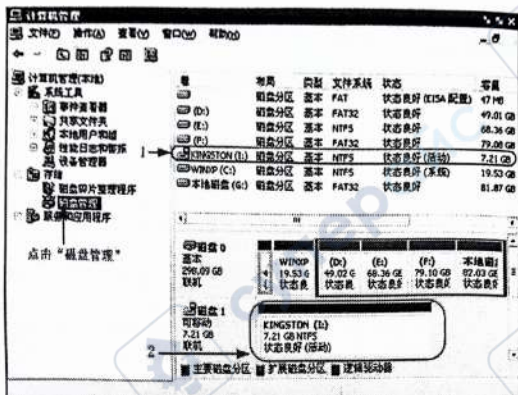 计算机管理
文件(F) 操作(A) 查看(V) 窗口(W) 帮助(H)
计算机管理(本地)
系统工具
事件查看器
共享文件夹
本地用户和组
性能日志和警报
设备管理器
存储
磁盘碎片整理程序
磁盘管理
服务和应用程序
点击“磁盘管理”
卷 布局 类型 文件系统 状态 容量
磁盘分区 基本 FAT 状态良好 (EISA 配置) 47 MB
(D:) 磁盘分区 基本 FAT32 状态良好 49.01 GB
(E:) 磁盘分区 基本 NTFS 状态良好 68.36 GB
(F:) 磁盘分区 基本 FAT32 状态良好 79.08 GB
1
KINGSTON (I:) 磁盘分区 基本 NTFS 状态良好 (活动) 7.21 GB
WINXP (C:) 磁盘分区 基本 NTFS 状态良好 (系统) 19.53 GB
本地磁盘 (G:) 磁盘分区 基本 FAT32 状态良好 81.87 GB
磁盘 0
基本
298.09 GB
联机
WINXP (D:) (E:) (F:) 本地磁
19.53 G 49.02 G 68.36 GE 79.10 GB 82.03 GE
状态良 状态良 状态良好 状态良好 状态良好
3
磁盘 1
可移动
7.21 GB
联机
KINGSTON (I:)
7.21 GB NTFS
状态良好 (活动)
2
主要磁盘分区 扩展磁盘分区 逻辑驱动器